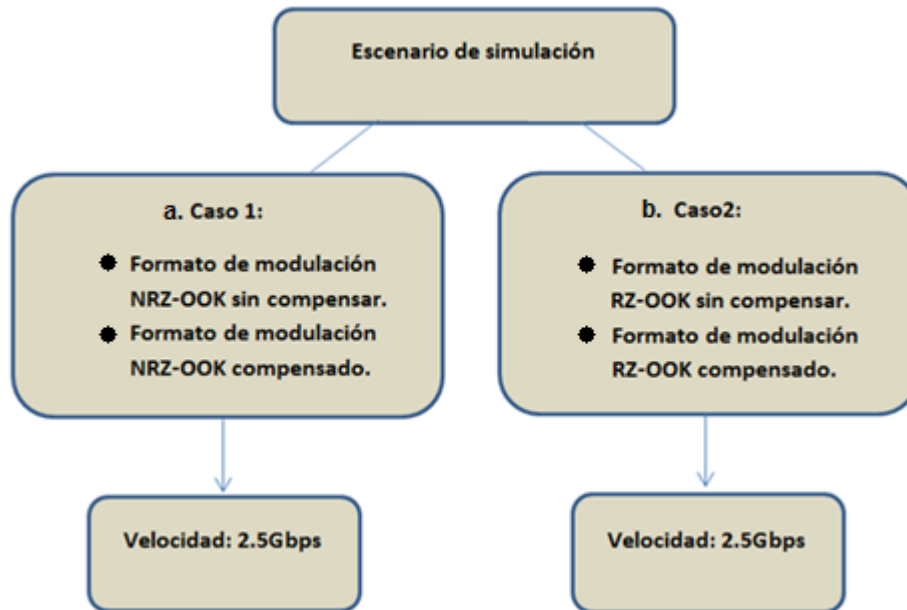 Escenario de simulación
a. Caso 1:
Formato de modulación
NRZ-OOK sin compensar.
Formato de modulación
NRZ-OOK compensado.
b. Caso2:
Formato de modulación
RZ-OOK sin compensar.
Formato de modulación
RZ-OOK compensado.
Velocidad: 2.5Gbps
Velocidad: 2.5Gbps